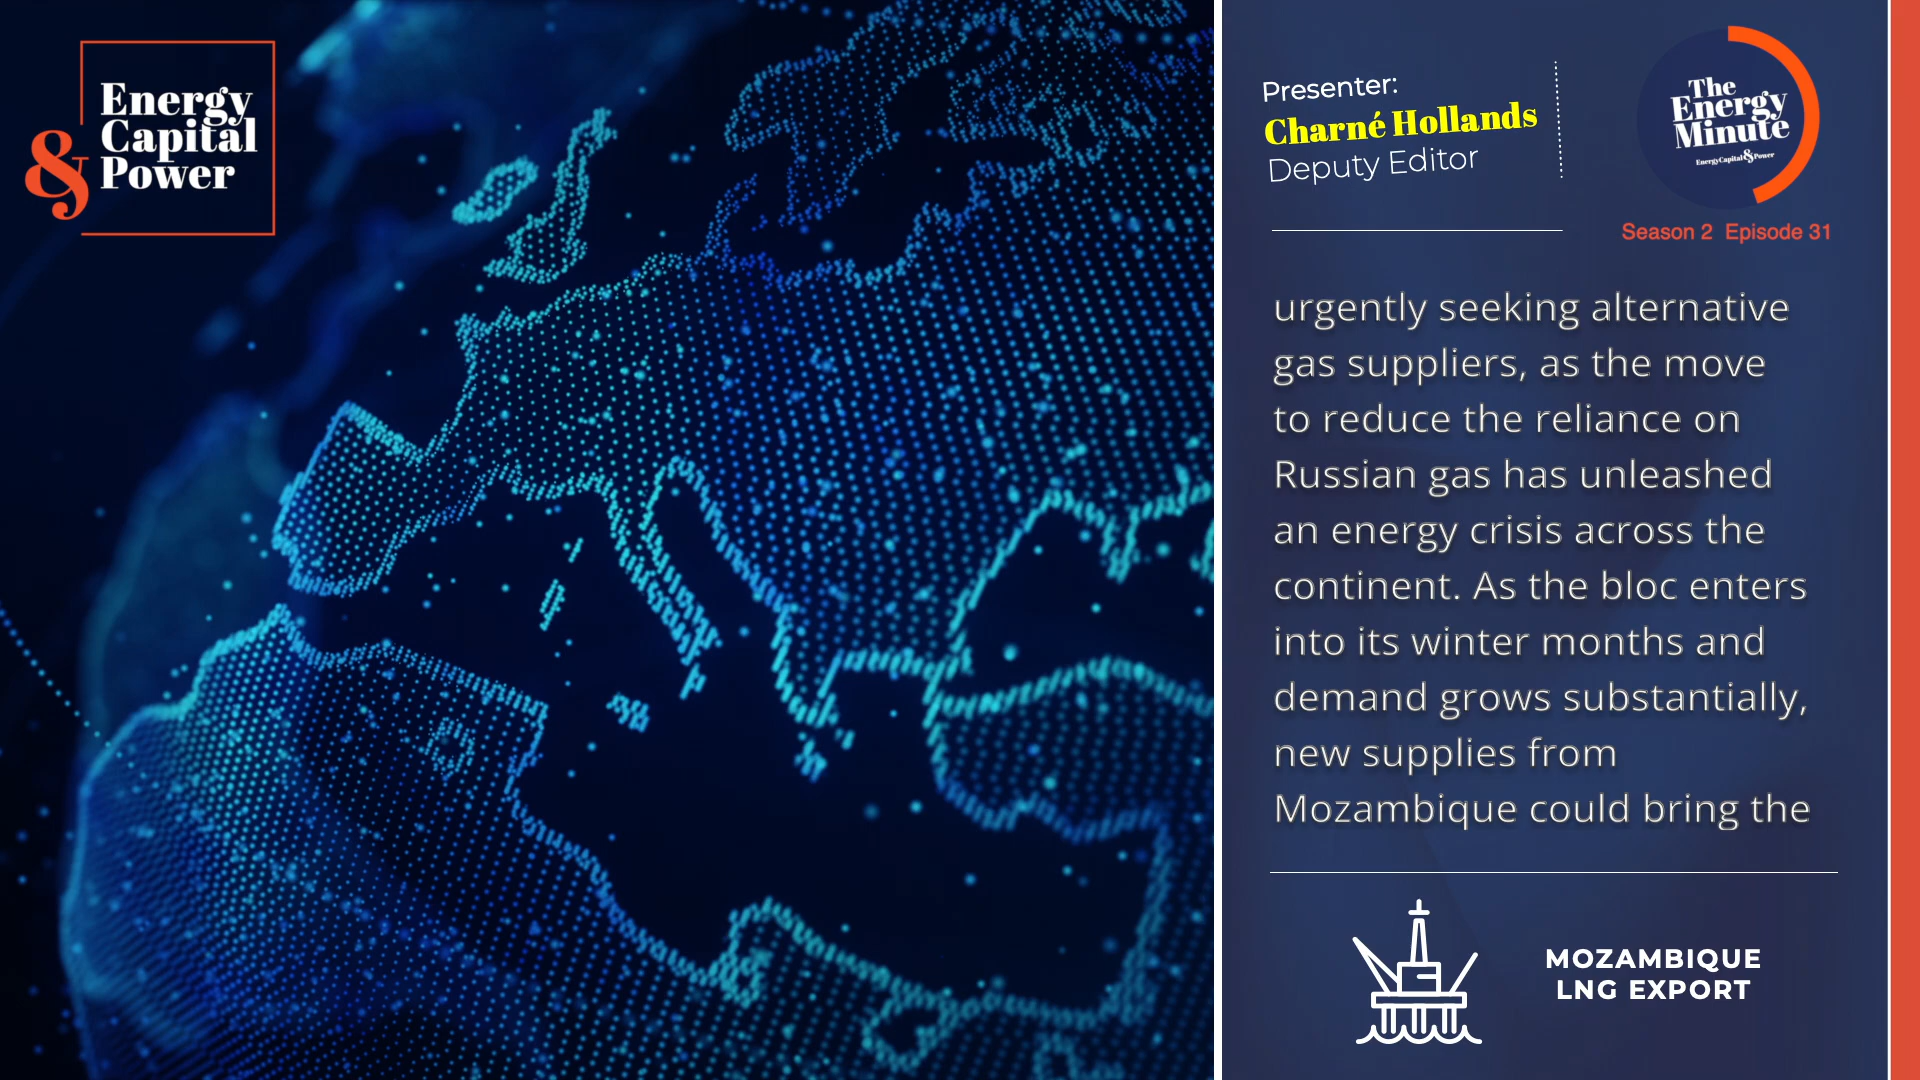 Energy
Capital
& Power
Presenter:
Charné Hollands
Deputy Editor
The
Energy
Minute
Energy Capital & Power
Season 2 Episode 31
urgently seeking alternative
gas suppliers, as the move
to reduce the reliance on
Russian gas has unleashed
an energy crisis across the
continent. As the bloc enters
into its winter months and
demand grows substantially,
new supplies from
Mozambique could bring the
MOZAMBIQUE
LNG EXPORT